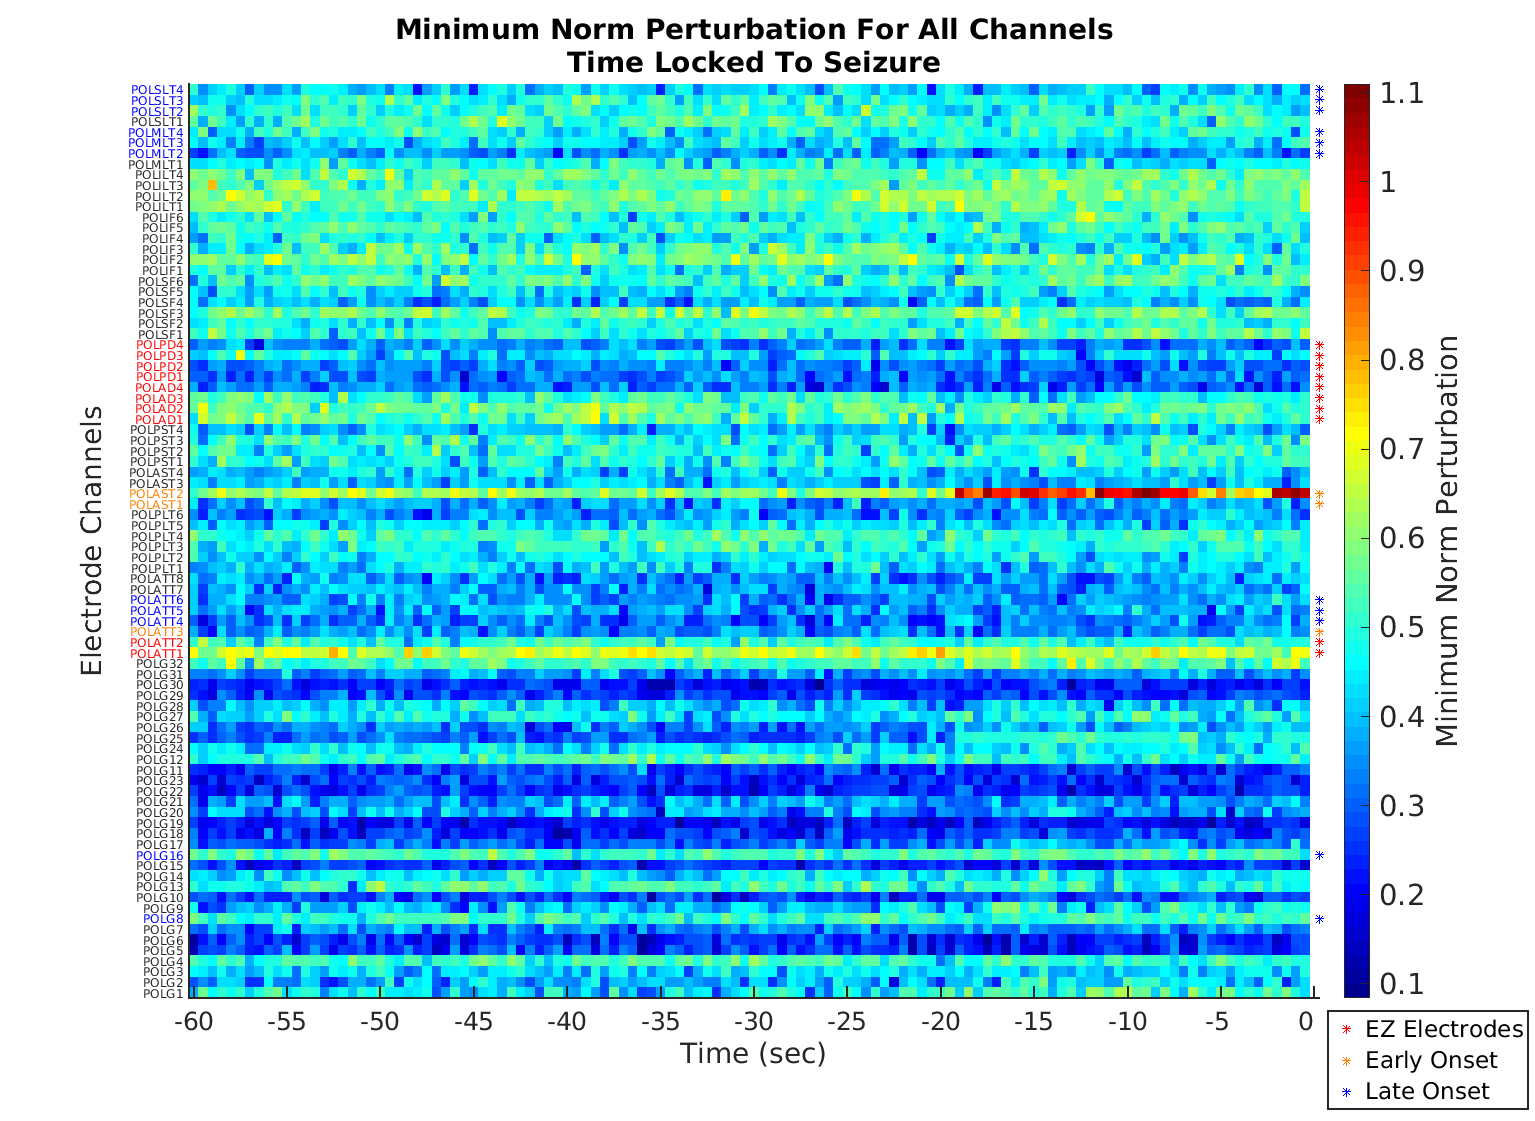 Minimum Norm Perturbation For All Channels
Time Locked To Seizure
Electrode Channels
POLSLT4
POLSLT3
POLSLT2
POLSLT1
POLMLT4
POLMLT3
POLMLT2
POLMLT1
POLILT4
POLILT3
POLILT2
POLILT1
POLIF6
POLIF5
POLIF4
POLIF3
POLIF2
POLIF1
POLSF6
POLSF5
POLSF4
POLSF3
POLSF2
POLSF1
POLPD4
POLPD3
POLPD2
POLPD1
POLAD4
POLAD3
POLAD2
POLAD1
POLPST4
POLPST3
POLPST2
POLPST1
POLAST4
POLAST3
POLAST2
POLAST1
POLPLT6
POLPLT5
POLPLT4
POLPLT3
POLPLT2
POLPLT1
POLATT8
POLATT7
POLATT6
POLATT5
POLATT4
POLATT3
POLATT2
POLATT1
POLG32
POLG31
POLG30
POLG29
POLG28
POLG27
POLG26
POLG25
POLG24
POLG12
POLG11
POLG23
POLG22
POLG21
POLG20
POLG19
POLG18
POLG17
POLG16
POLG15
POLG14
POLG13
POLG10
POLG9
POLG8
POLG7
POLG6
POLG5
POLG4
POLG3
POLG2
POLG1
-60 -55 -50 -45 -40 -35 -30 -25 -20 -15 -10 -5 0
Time (sec)
1.1
1
0.9
0.8
0.7
0.6
0.5
0.4
0.3
0.2
0.1
Minimum Norm Perturbation
EZ Electrodes
Early Onset
Late Onset